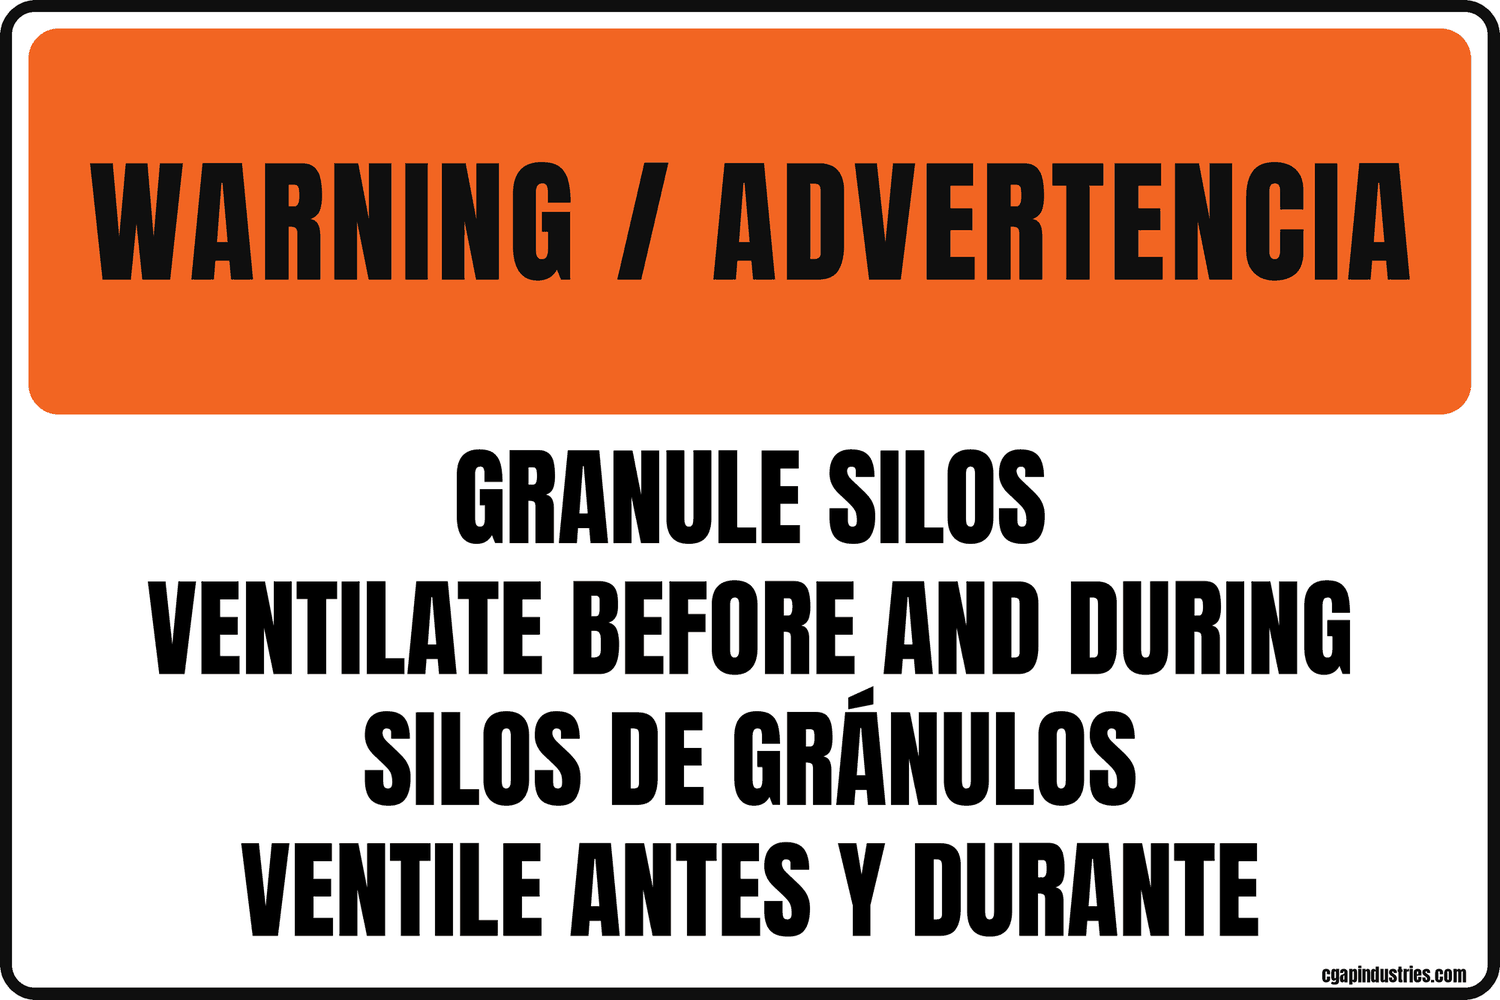 WARNING / ADVERTENCIA
GRANULE SILOS
VENTILATE BEFORE AND DURING
SILOS DE GRÁNULOS
VENTILE ANTES Y DURANTE
cgapindustries.com